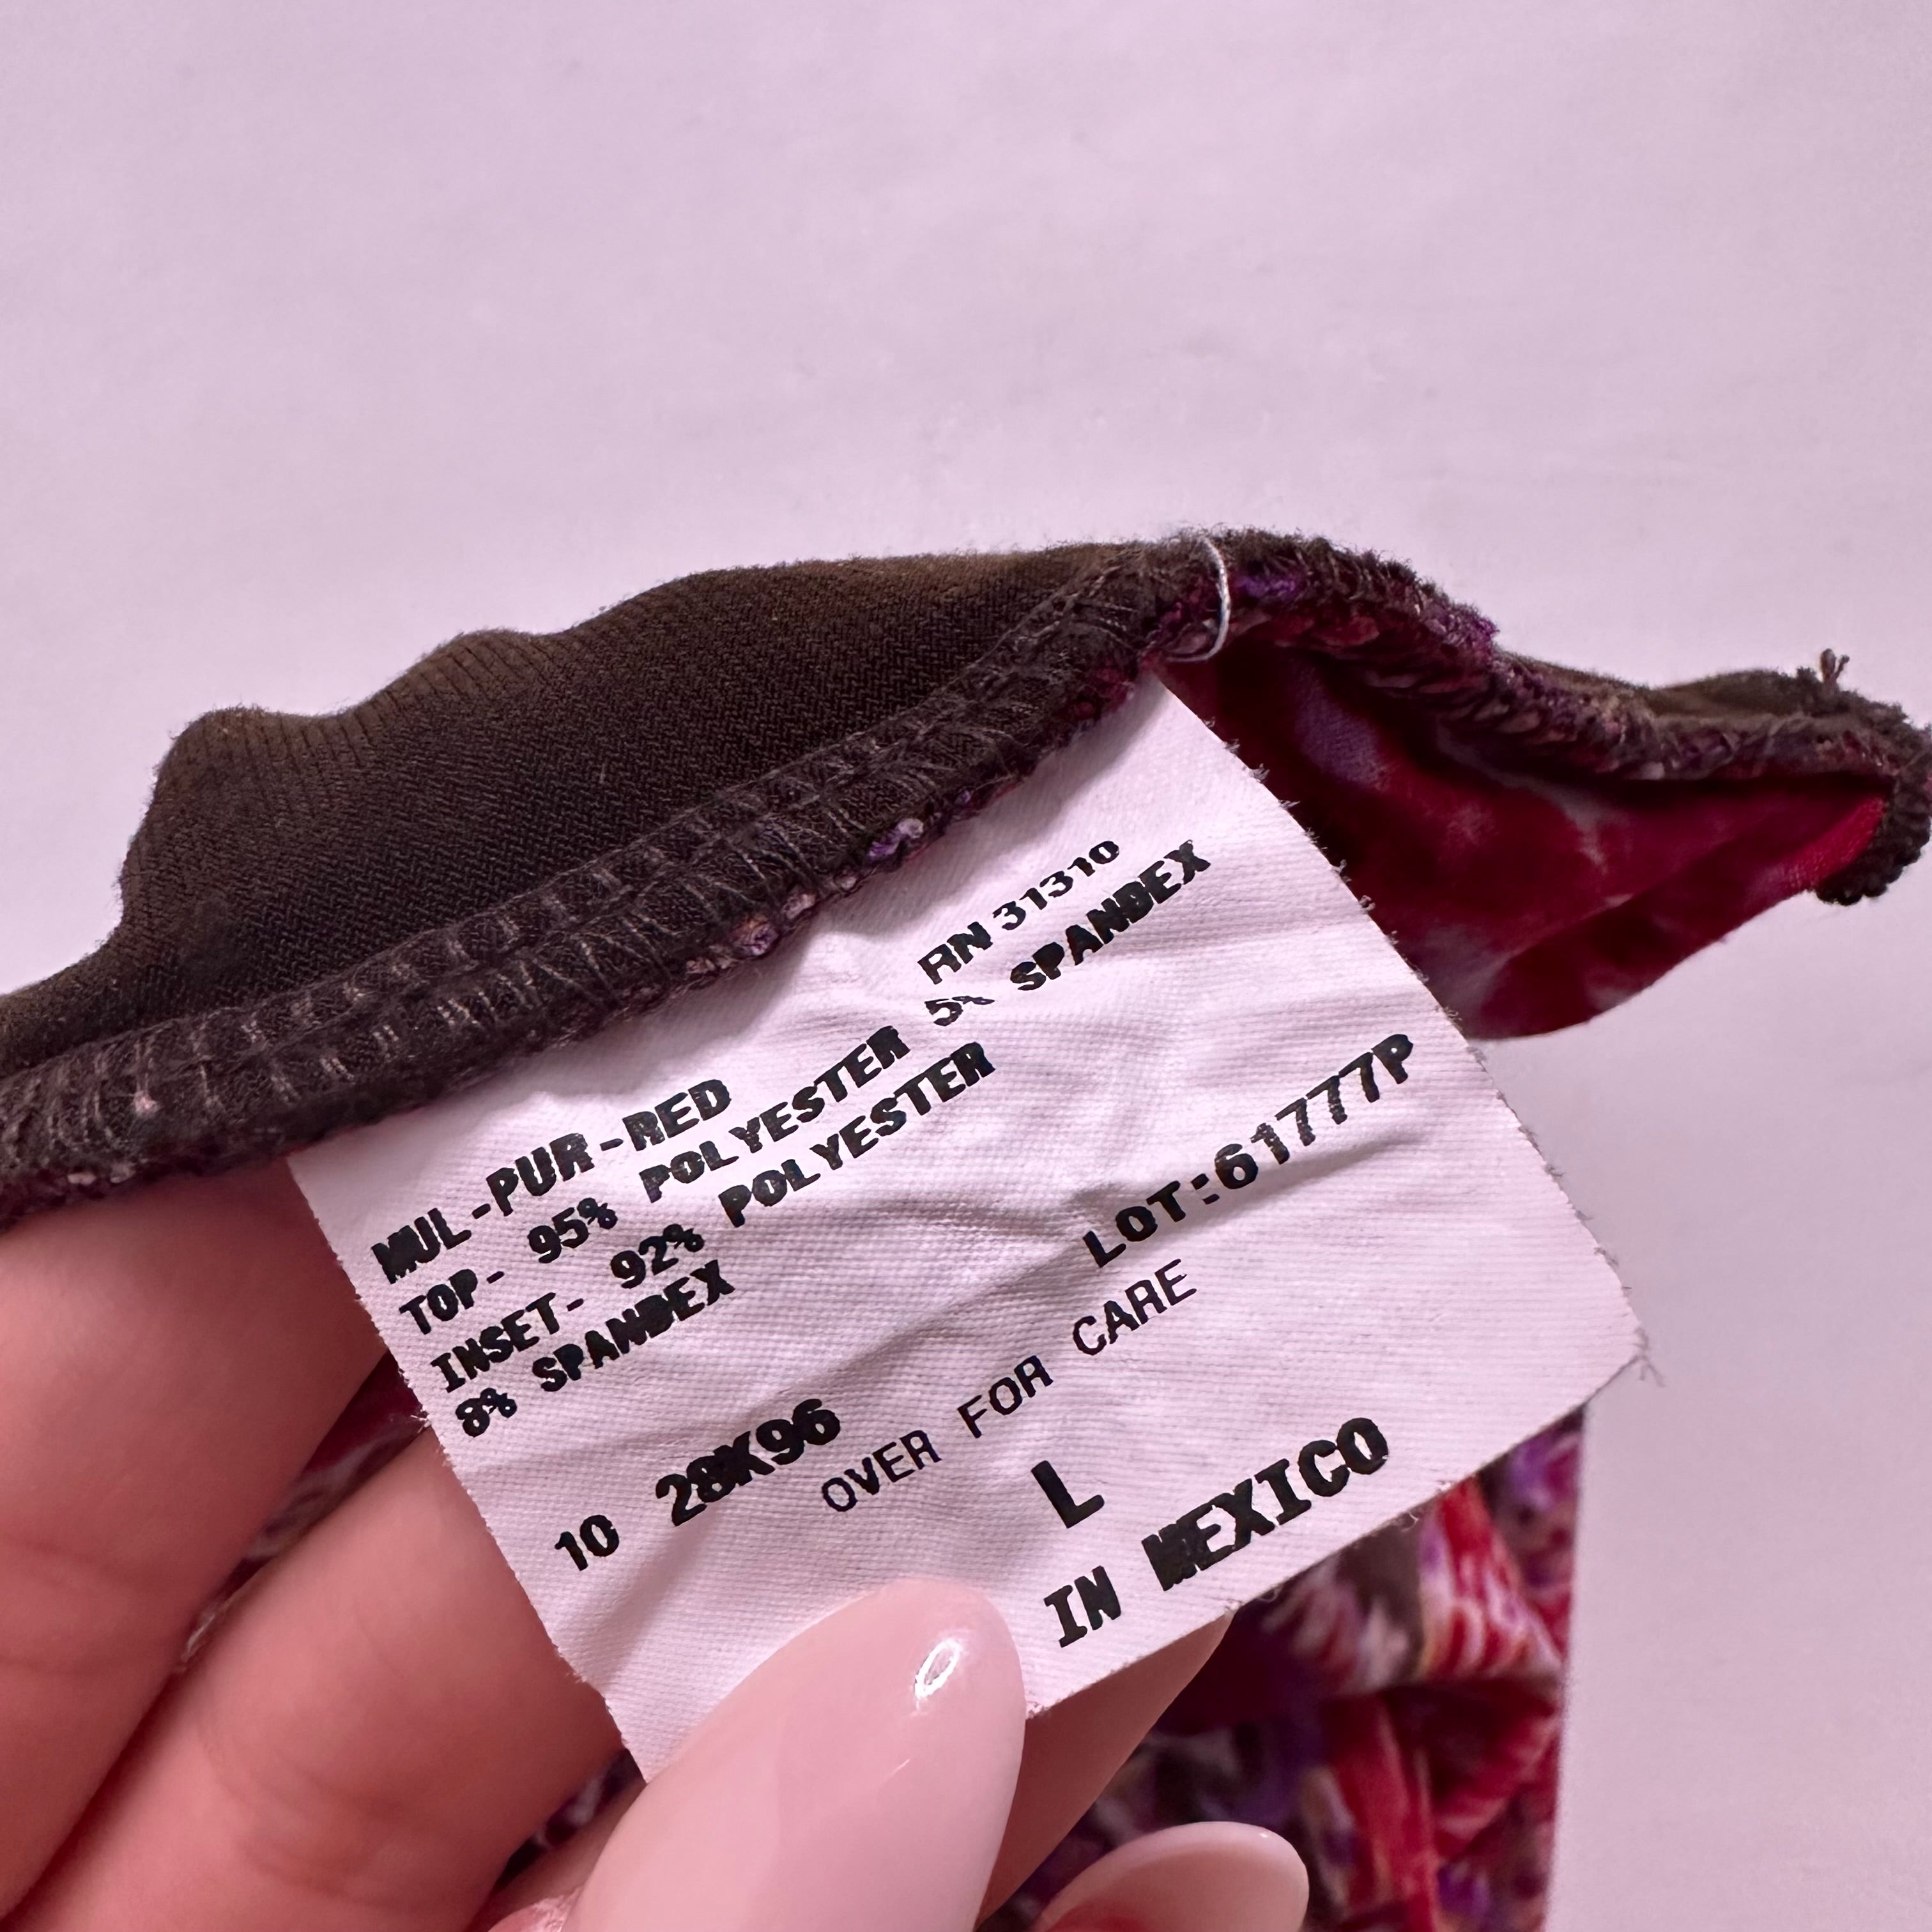 RN 31310
MUL-PUR-RED
TOP- 95% POLYESTER 5% SPANDEX
INSET- 92% POLYESTER
8% SPANDEX
LOT:61777P
10 28K96
OVER FOR CARE
L
IN MEXICO